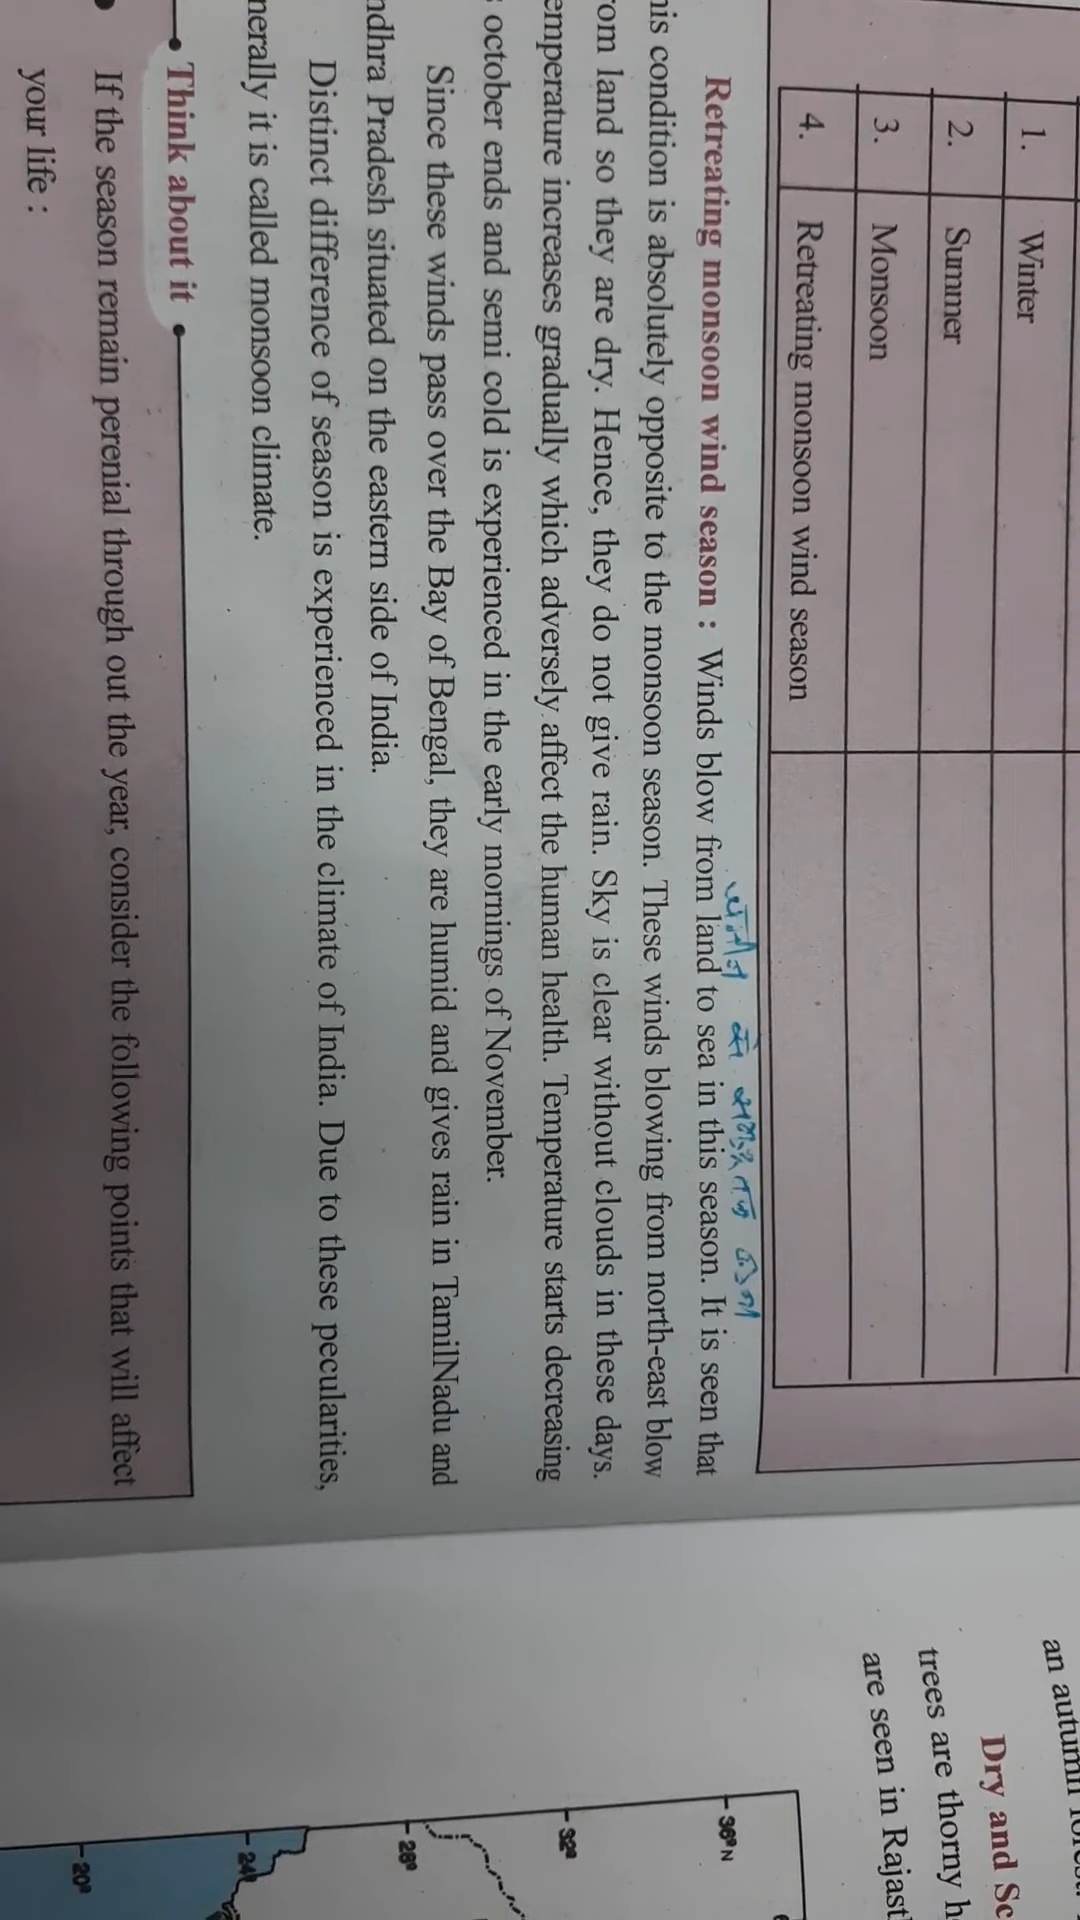 1. Winter
2. Summer
3. Monsoon
4. Retreating monsoon wind season
Retreating monsoon wind season : Winds blow from land to sea in this season. It is seen that
his condition is absolutely opposite to the monsoon season. These winds blowing from north-east blow
rom land so they are dry. Hence, they do not give rain. Sky is clear without clouds in these days.
emperature increases gradually which adversely affect the human health. Temperature starts decreasing
s october ends and semi cold is experienced in the early mornings of November.
Since these winds pass over the Bay of Bengal, they are humid and gives rain in TamilNadu and
ndhra Pradesh situated on the eastern side of India.
Distinct difference of season is experienced in the climate of India. Due to these pecularities,
nerally it is called monsoon climate.
Think about it
• If the season remain perenial through out the year, consider the following points that will affect
your life :
an autumn forest.
Dry and Sc
trees are thorny h
are seen in Rajast
36°N
32°
28°
24°
20°